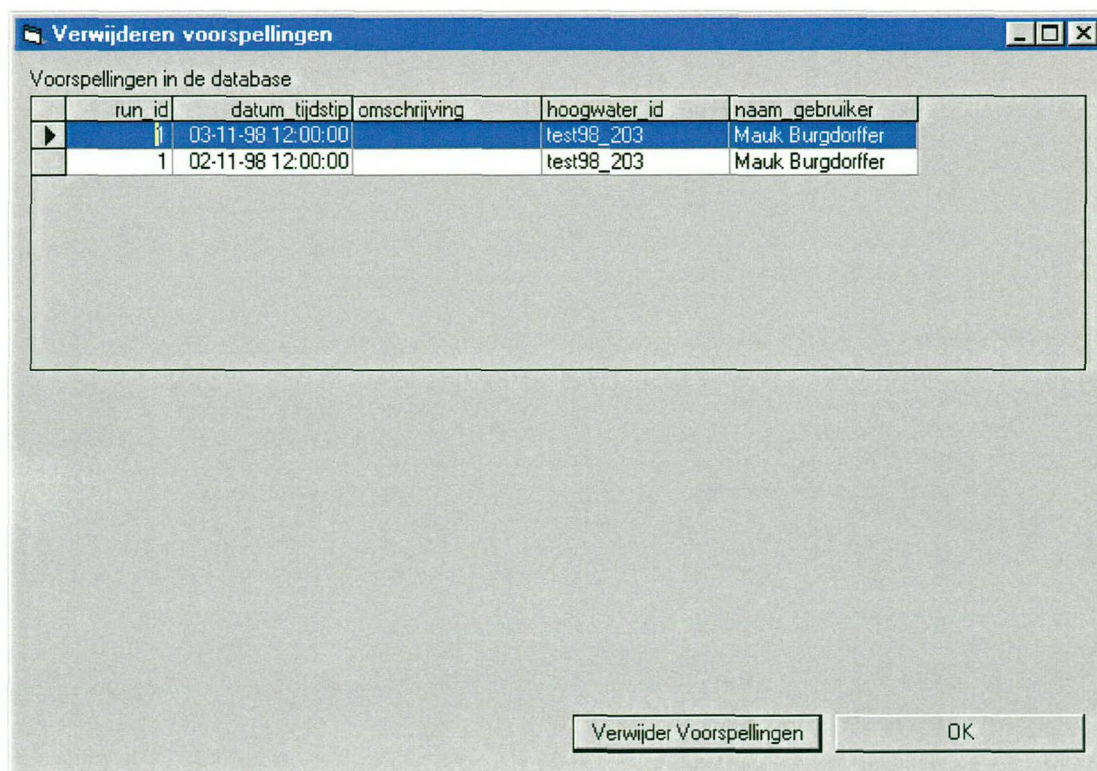 Verwijderen voorspellingen
Voorspellingen in de database
run_id datum_tijdstip omschrijving hoogwater_id naam_gebruiker
1 03-11-98 12:00:00 test98_203 Mauk Burgdorffer
1 02-11-98 12:00:00 test98_203 Mauk Burgdorffer
Verwijder Voorspellingen OK